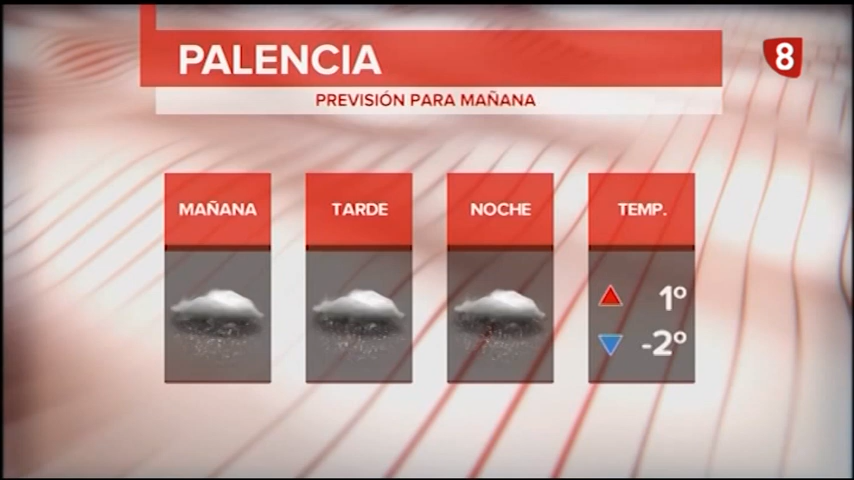 PALENCIA
8
PREVISIÓN PARA MAÑANA
MAÑANA
TARDE
NOCHE
TEMP.
1º
-2º